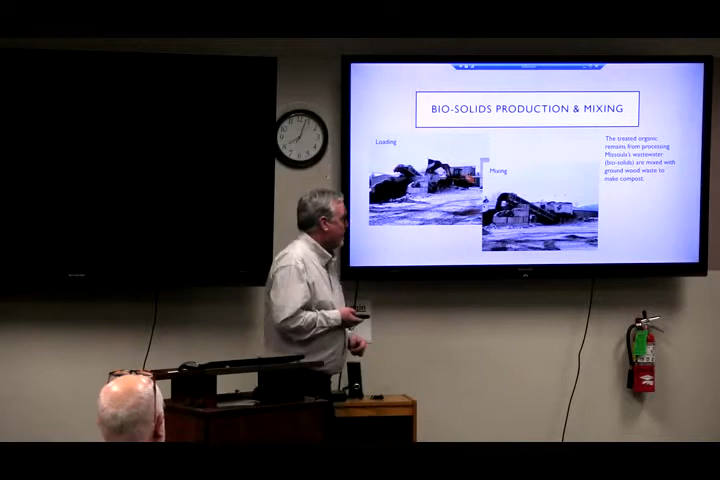 BIO-SOLIDS PRODUCTION & MIXING
Loading
Mixing
The treated organic
remains from processing
Missoula's wastewater
(bio-solids) are mixed with
ground wood waste to
make compost.